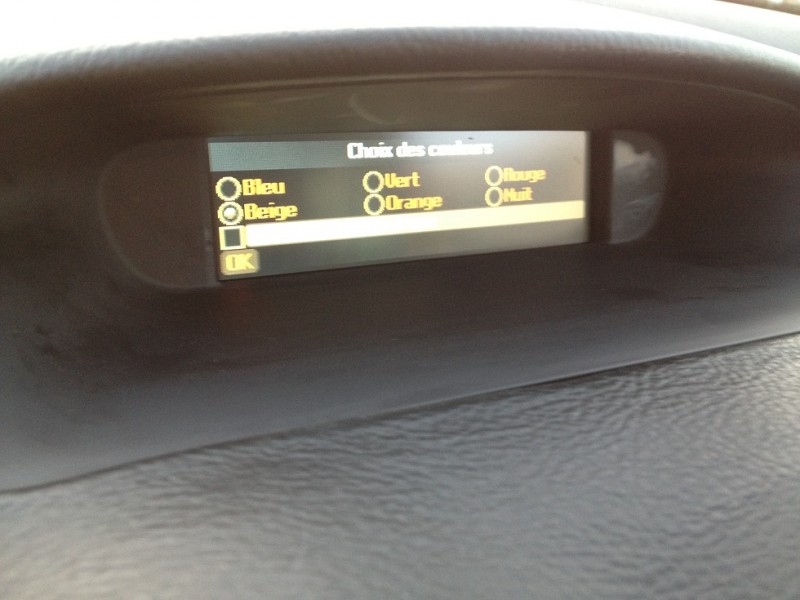 Choix des couleurs
Bleu Vert Rouge
Beige Orange Nuit
OK